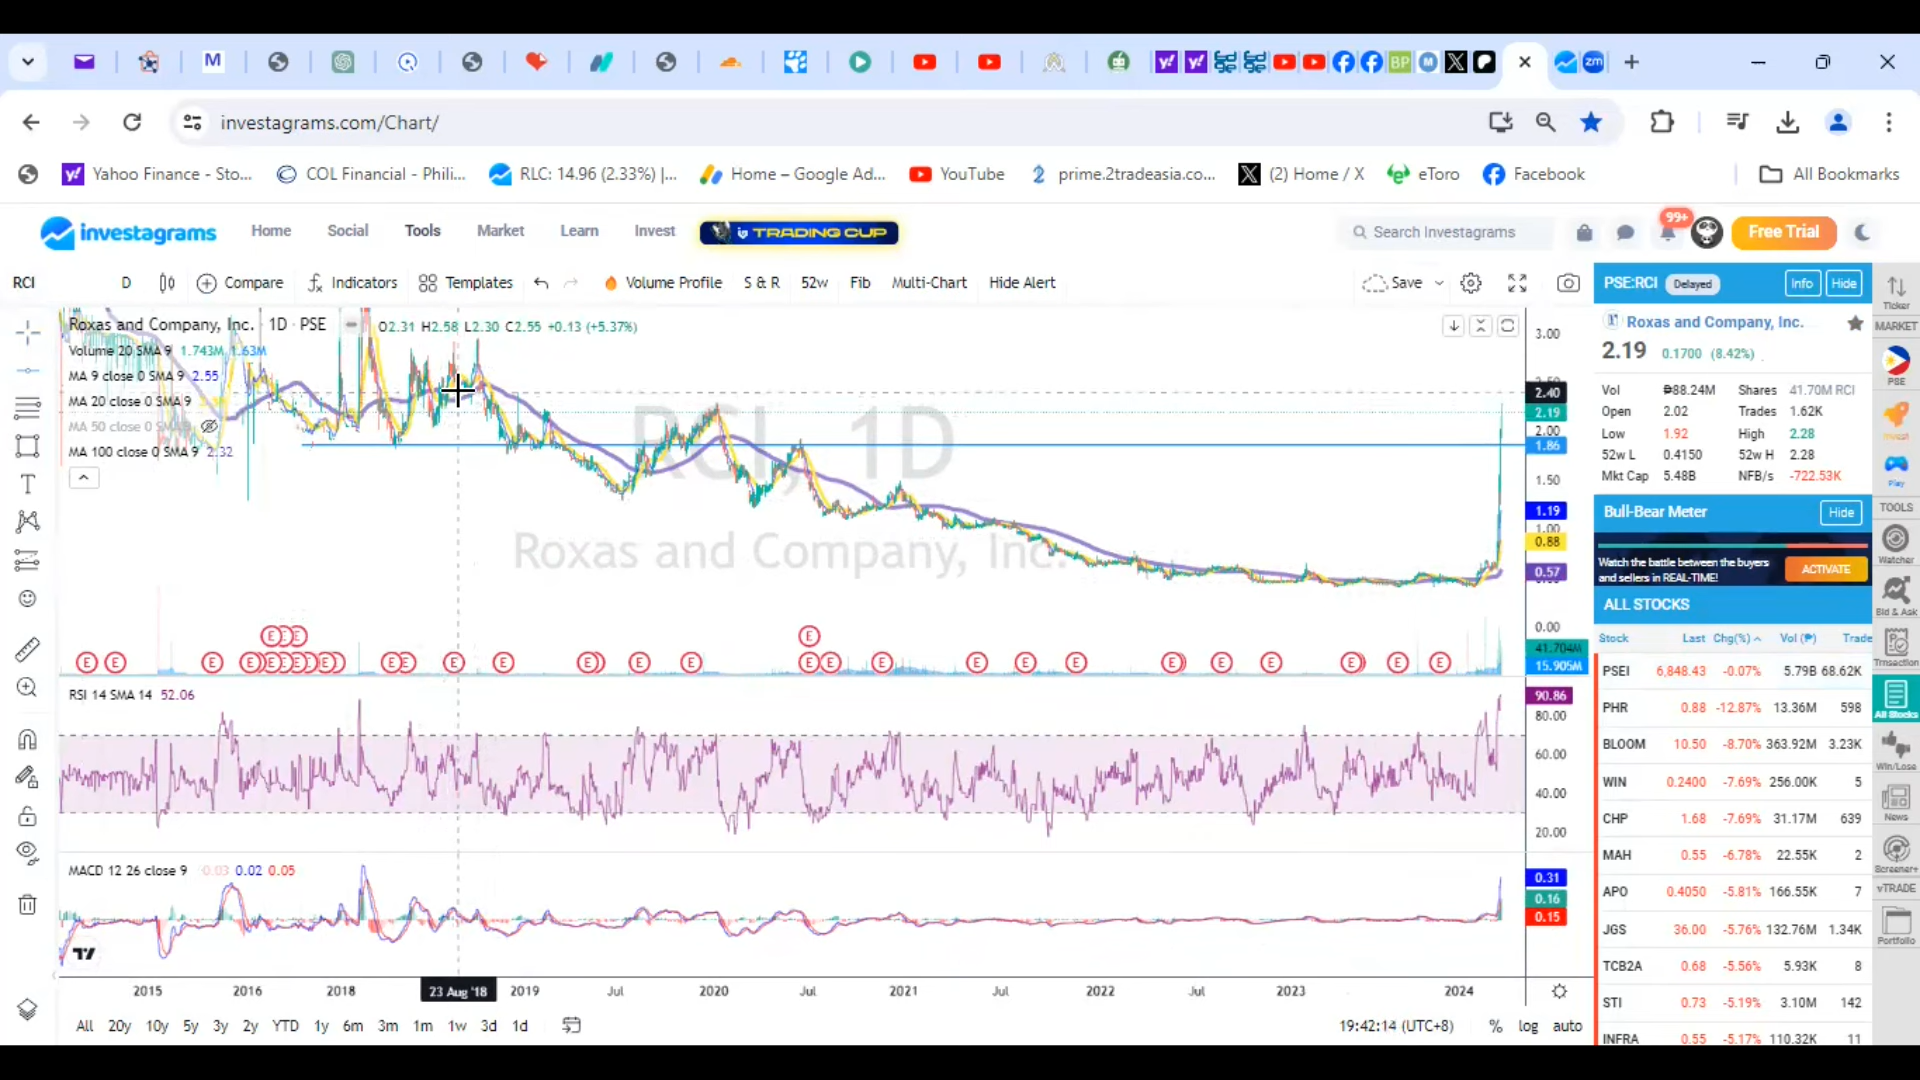 M
BP
M
zm
investagrams.com/Chart/
Yahoo Finance - Sto...
COL Financial - Phili...
RLC: 14.96 (2.33%) |...
Home – Google Ad...
YouTube
prime.2tradeasia.co...
(2) Home / X
eToro
Facebook
All Bookmarks
investagrams
Home
Social
Tools
Market
Learn
Invest
TRADING CUP
Search Investagrams
99+
Free Trial
RCI
D
Compare
Indicators
Templates
Volume Profile
S & R
52w
Fib
Multi-Chart
Hide Alert
Save
Roxas and Company, Inc. · 1D · PSE
O2.31 H2.58 L2.30 C2.55 +0.13 (+5.37%)
Volume 20 SMA 9 1.743M 1.63M
MA 9 close 0 SMA 9 2.55
MA 20 close 0 SMA 9
MA 50 close 0 SMA 9
MA 100 close 0 SMA 9 2.32
RCI, 1D
Roxas and Company, Inc.
3.00
2.40
2.19
2.00
1.86
1.50
1.19
1.00
0.88
0.57
0.00
41.704M
15.905M
RSI 14 SMA 14 52.06
90.86
80.00
60.00
40.00
20.00
MACD 12 26 close 9 -0.03 0.02 0.05
0.31
0.16
0.15
2015 2016 2018 23 Aug '18 2019 Jul 2020 Jul 2021 Jul 2022 Jul 2023 2024
All 20y 10y 5y 3y 2y YTD 1y 6m 3m 1m 1w 3d 1d
19:42:14 (UTC+8) % log auto
PSE:RCI Delayed Info Hide
Roxas and Company, Inc.
2.19 0.1700 (8.42%)
Vol ₱88.24M Shares 41.70M RCI
Open 2.02 Trades 1.62K
Low 1.92 High 2.28
52w L 0.4150 52w H 2.28
Mkt Cap 5.48B NFB/s -722.53K
Bull-Bear Meter Hide
Watch the battle between the buyers
and sellers in REAL-TIME!
ACTIVATE
ALL STOCKS
Stock Last Chg(%) Vol (₱) Trade
PSEI 6,848.43 -0.07% 5.79B 68.62K
PHR 0.88 -12.87% 13.36M 598
BLOOM 10.50 -8.70% 363.92M 3.23K
WIN 0.2400 -7.69% 256.00K 5
CHP 1.68 -7.69% 31.17M 639
MAH 0.55 -6.78% 22.55K 2
APO 0.4050 -5.81% 166.55K 7
JGS 36.00 -5.76% 132.76M 1.34K
TCB2A 0.68 -5.56% 5.93K 8
STI 0.73 -5.19% 3.10M 142
INFRA 0.55 -5.17% 110.32K 11
Ticker
MARKET
PSE
Invest
Play
TOOLS
Watcher
Bid & Ask
Trnsaction
All Stocks
Win/Lose
News
Screener+
vTRADE
Portfolio